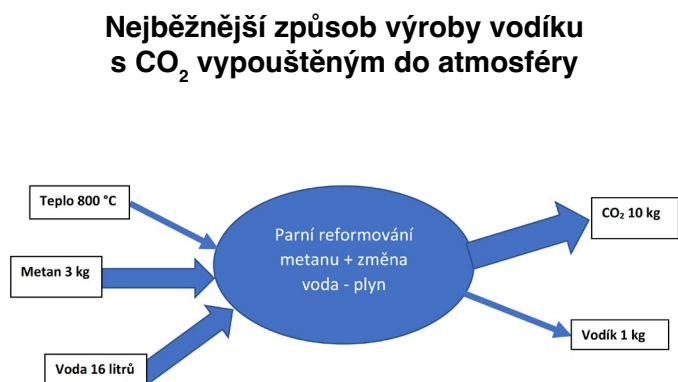 Nejběžnější způsob výroby vodíku
s CO₂ vypouštěným do atmosféry
Teplo 800 °C
Metan 3 kg
Voda 16 litrů
Parní reformování
metanu + změna
voda - plyn
CO₂ 10 kg
Vodík 1 kg